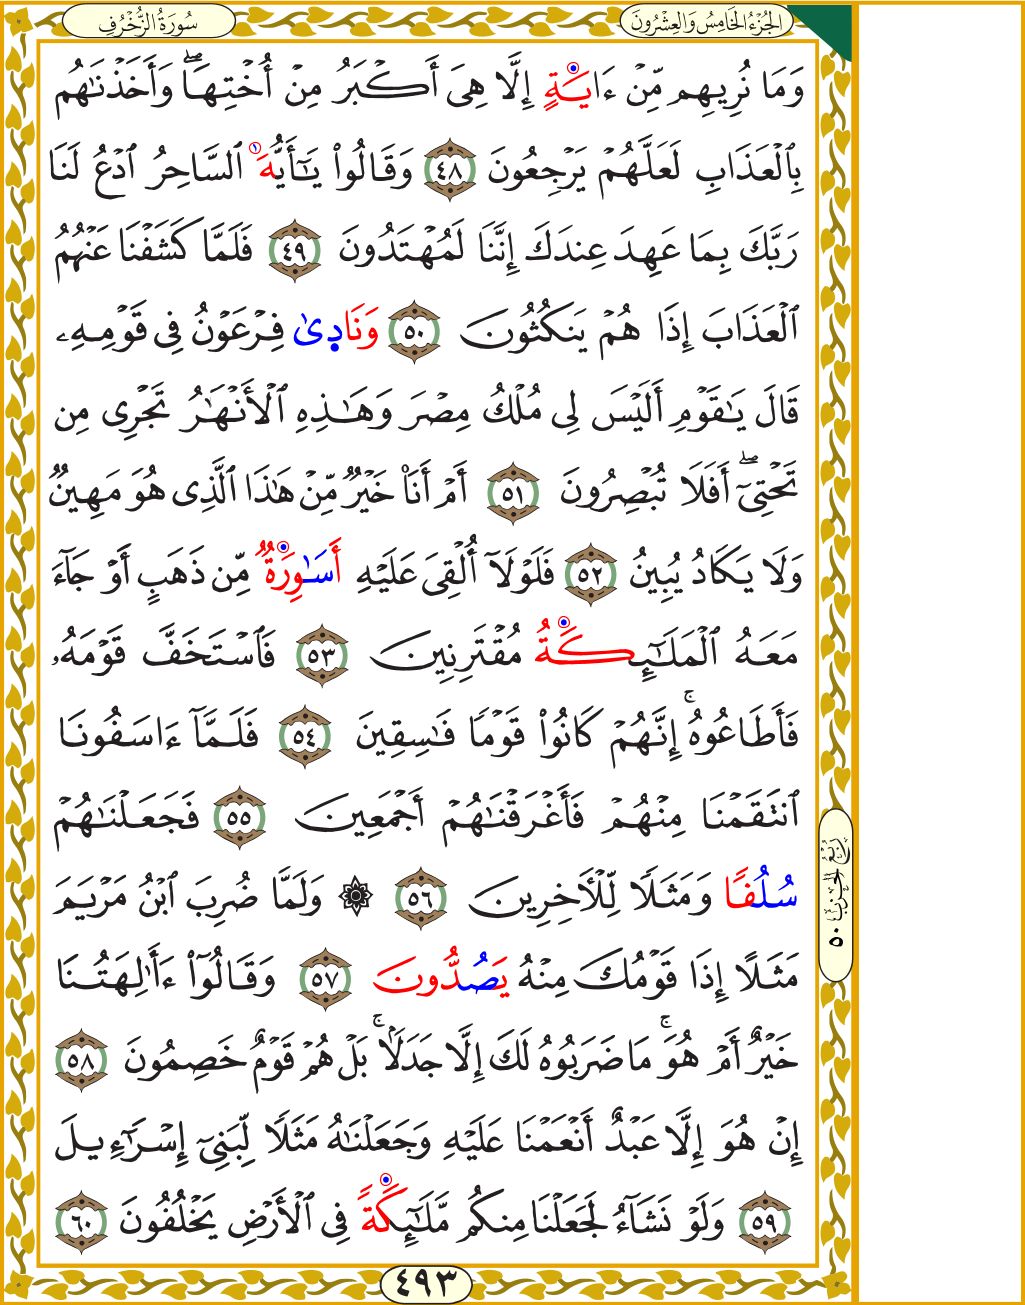 سُورَةُ الزُّخْرُفِ
الجُزْءُ الخَامِسُ وَالعِشْرُونَ
وَمَا نُرِيهِم مِّنْ ءَايَةٍ إِلَّا هِىَ أَكْبَرُ مِنْ أُخْتِهَاۖ وَأَخَذْنَٰهُم
بِٱلْعَذَابِ لَعَلَّهُمْ يَرْجِعُونَ ٤٨ وَقَالُوا۟ يَٰٓأَيُّهَ ٱلسَّاحِرُ ٱدْعُ لَنَا
رَبَّكَ بِمَا عَهِدَ عِندَكَ إِنَّنَا لَمُهْتَدُونَ ٤٩ فَلَمَّا كَشَفْنَا عَنْهُمُ
ٱلْعَذَابَ إِذَا هُمْ يَنكُثُونَ ٥٠ وَنَادِىٰ فِرْعَوْنُ فِى قَوْمِهِۦ
قَالَ يَٰقَوْمِ أَلَيْسَ لِى مُلْكُ مِصْرَ وَهَٰذِهِ ٱلْأَنْهَٰرُ تَجْرِى مِن
تَحْتِىٓۖ أَفَلَا تُبْصِرُونَ ٥١ أَمْ أَنَا۠ خَيْرٌ مِّنْ هَٰذَا ٱلَّذِى هُوَ مَهِينٌ
وَلَا يَكَادُ يُبِينُ ٥٢ فَلَوْلَآ أُلْقِىَ عَلَيْهِ أَسَٰوِرَةٌ مِّن ذَهَبٍ أَوْ جَآءَ
مَعَهُ ٱلْمَلَٰٓئِكَةُ مُقْتَرِنِينَ ٥٣ فَٱسْتَخَفَّ قَوْمَهُۥ
فَأَطَاعُوهُۚ إِنَّهُمْ كَانُوا۟ قَوْمًا فَٰسِقِينَ ٥٤ فَلَمَّآ ءَاسَفُونَا
ٱنتَقَمْنَا مِنْهُمْ فَأَغْرَقْنَٰهُمْ أَجْمَعِينَ ٥٥ فَجَعَلْنَٰهُمْ
سُلُفًا وَمَثَلًا لِّلْأَخِرِينَ ٥٦ ۞ وَلَمَّا ضُرِبَ ٱبْنُ مَرْيَمَ
مَثَلًا إِذَا قَوْمُكَ مِنْهُ يَصُدُّونَ ٥٧ وَقَالُوٓا۟ ءَأَٰلِهَتُنَا
خَيْرٌ أَمْ هُوَۚ مَا ضَرَبُوهُ لَكَ إِلَّا جَدَلًۢاۚ بَلْ هُمْ قَوْمٌ خَصِمُونَ ٥٨
إِنْ هُوَ إِلَّا عَبْدٌ أَنْعَمْنَا عَلَيْهِ وَجَعَلْنَٰهُ مَثَلًا لِّبَنِىٓ إِسْرَٰٓءِيلَ
٥٩ وَلَوْ نَشَآءُ لَجَعَلْنَا مِنكُم مَّلَٰٓئِكَةً فِى ٱلْأَرْضِ يَخْلُفُونَ ٦٠
رُبْعُ الحِزْبِ ٥٠
٤٩٣